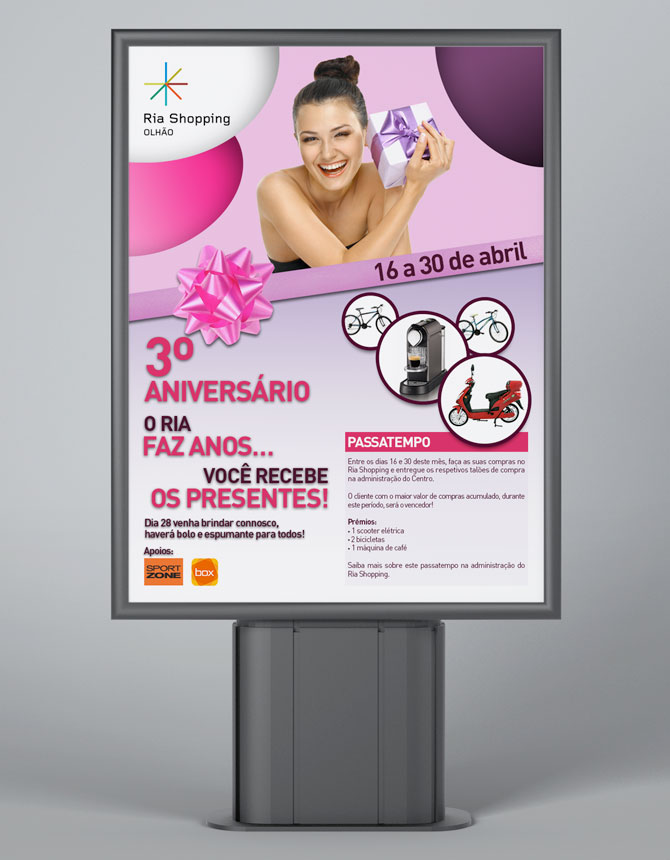 Ria Shopping
OLHÃO
16 a 30 de abril
3º
ANIVERSÁRIO
O RIA
FAZ ANOS...
VOCÊ RECEBE
OS PRESENTES!
Dia 28 venha brindar connosco,
haverá bolo e espumante para todos!
Apoios:
SPORT
ZONE
box
PASSATEMPO
Entre os dias 16 e 30 deste mês, faça as suas compras no
Ria Shopping e entregue os respetivos talões de compra
na administração do Centro.
O cliente com o maior valor de compras acumulado, durante
este período, será o vencedor!
Prémios:
• 1 scooter elétrica
• 2 bicicletas
• 1 máquina de café
Saiba mais sobre este passatempo na administração do
Ria Shopping.